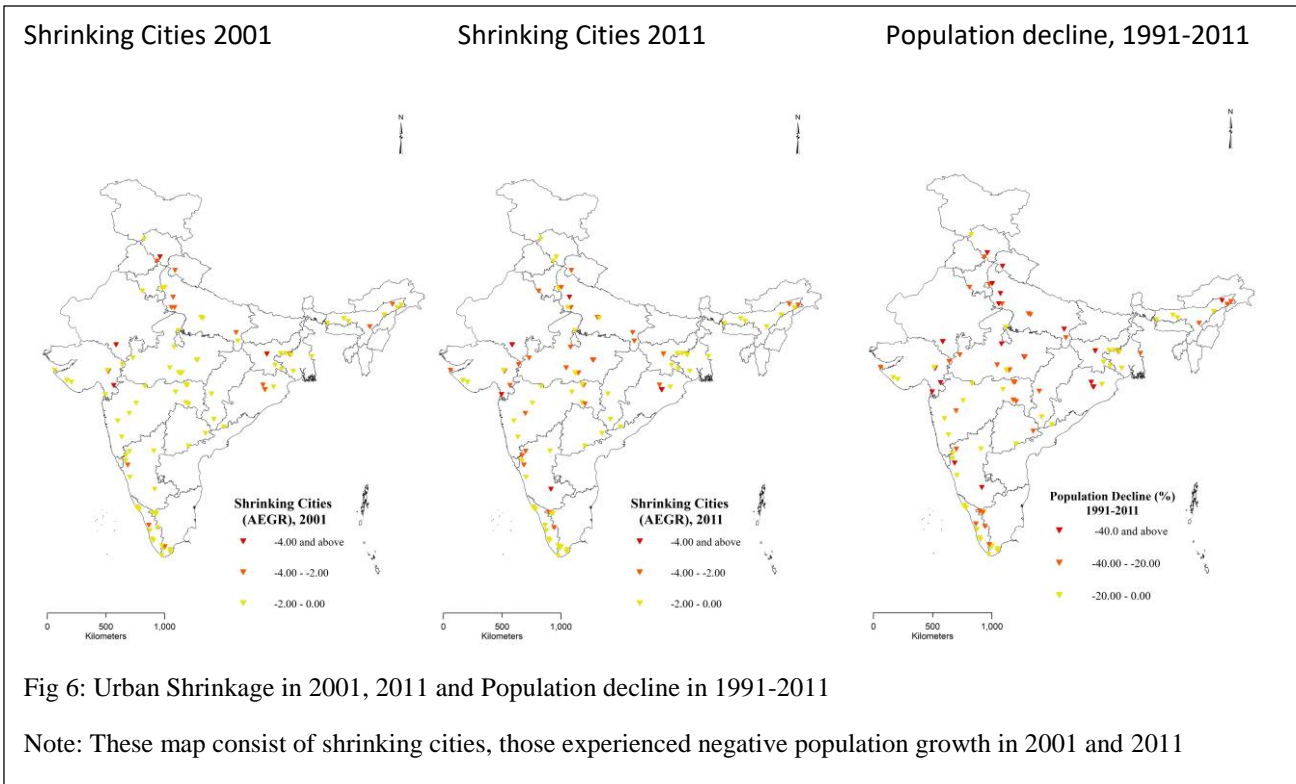 Shrinking Cities 2001
Shrinking Cities 2011
Population decline, 1991-2011
N
N
N
Shrinking Cities
(AEGR), 2001
-4.00 and above
-4.00 - -2.00
-2.00 - 0.00
0 500 1,000
Kilometers
Shrinking Cities
(AEGR), 2011
-4.00 and above
-4.00 - -2.00
-2.00 - 0.00
0 500 1,000
Kilometers
Population Decline (%)
1991-2011
-40.0 and above
-40.00 - -20.00
-20.00 - 0.00
0 500 1,000
Kilometers
Fig 6: Urban Shrinkage in 2001, 2011 and Population decline in 1991-2011
Note: These map consist of shrinking cities, those experienced negative population growth in 2001 and 2011